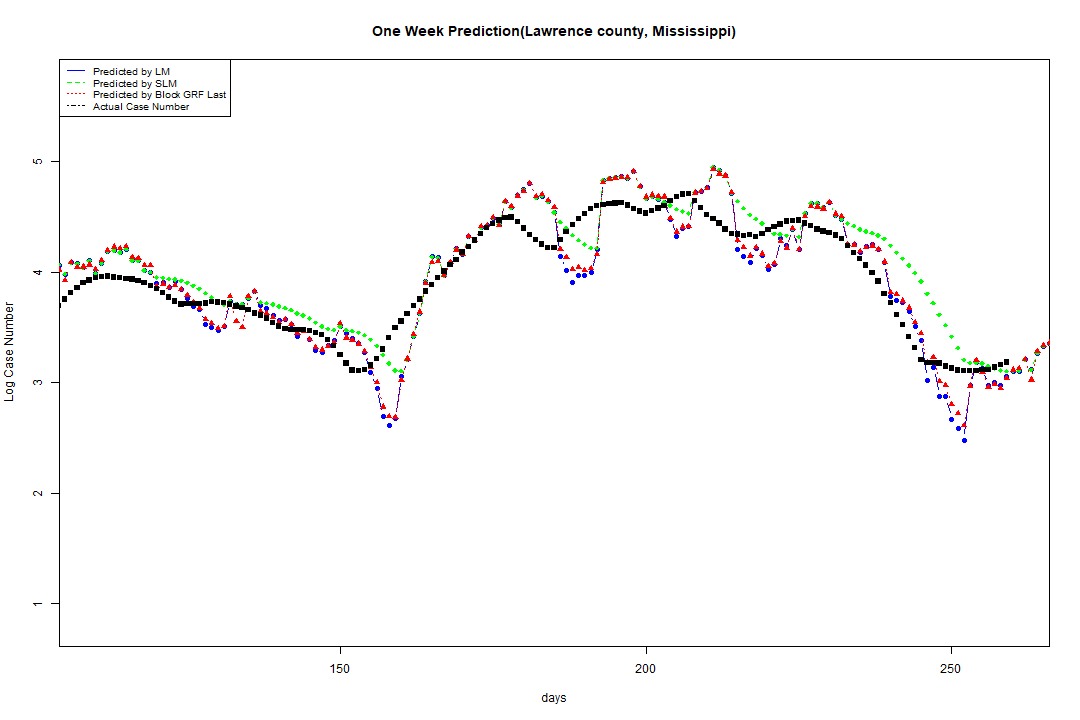 One Week Prediction(Lawrence county, Mississippi)
Predicted by LM
Predicted by SLM
Predicted by Block GRF Last
Actual Case Number
5
4
3
2
1
Log Case Number
150 200 250
days